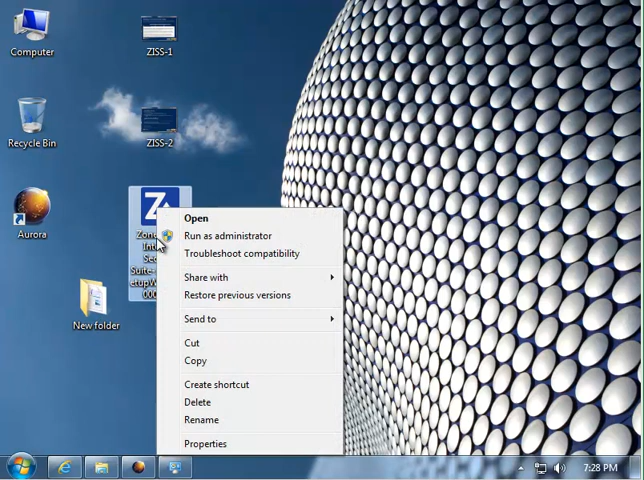 Computer
ZISS-1
Recycle Bin
ZISS-2
Aurora
New folder
Open
Run as administrator
Troubleshoot compatibility
Share with
Restore previous versions
Send to
Cut
Copy
Create shortcut
Delete
Rename
Properties
7:28 PM